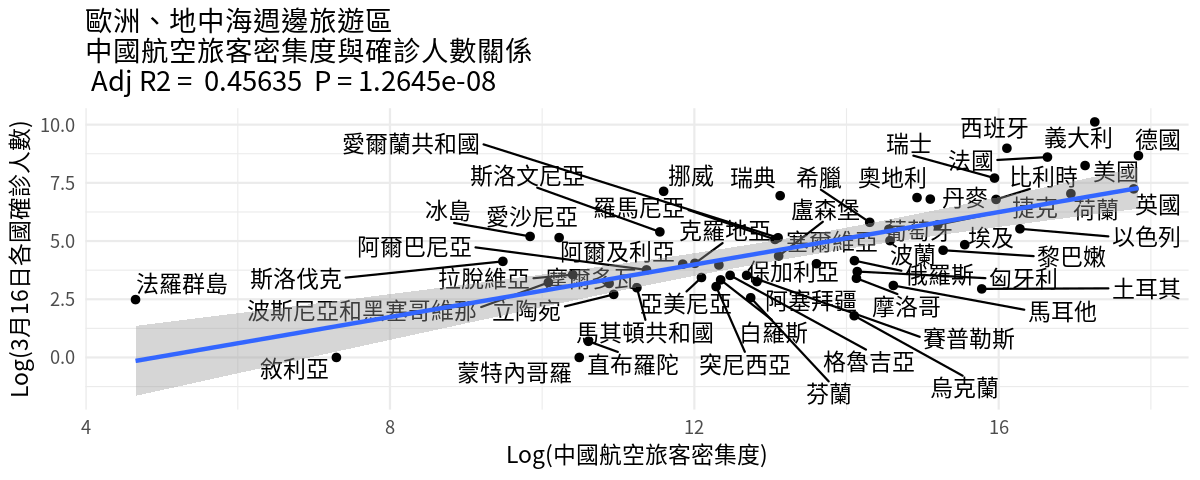 歐洲、地中海週邊旅遊區
中國航空旅客密集度與確診人數關係
Adj R2 = 0.45635 P = 1.2645e-08
Log(3月16日各國確診人數)
10.0
7.5
5.0
2.5
0.0
西班牙
義大利
德國
愛爾蘭共和國
瑞士
法國
斯洛文尼亞
挪威
瑞典
希臘
奧地利
比利時
美國
丹麥
冰島
愛沙尼亞
羅馬尼亞
盧森堡
捷克
荷蘭
英國
克羅地亞
塞爾維亞
葡萄牙
埃及
以色列
阿爾巴尼亞
阿爾及利亞
波蘭
黎巴嫩
法羅群島
斯洛伐克
拉脫維亞
摩爾多瓦
保加利亞
俄羅斯
匈牙利
土耳其
波斯尼亞和黑塞哥維那
立陶宛
亞美尼亞
阿塞拜疆
摩洛哥
馬耳他
馬其頓共和國
白羅斯
賽普勒斯
敘利亞
蒙特內哥羅
直布羅陀
突尼西亞
格魯吉亞
芬蘭
烏克蘭
4
8
12
16
Log(中國航空旅客密集度)